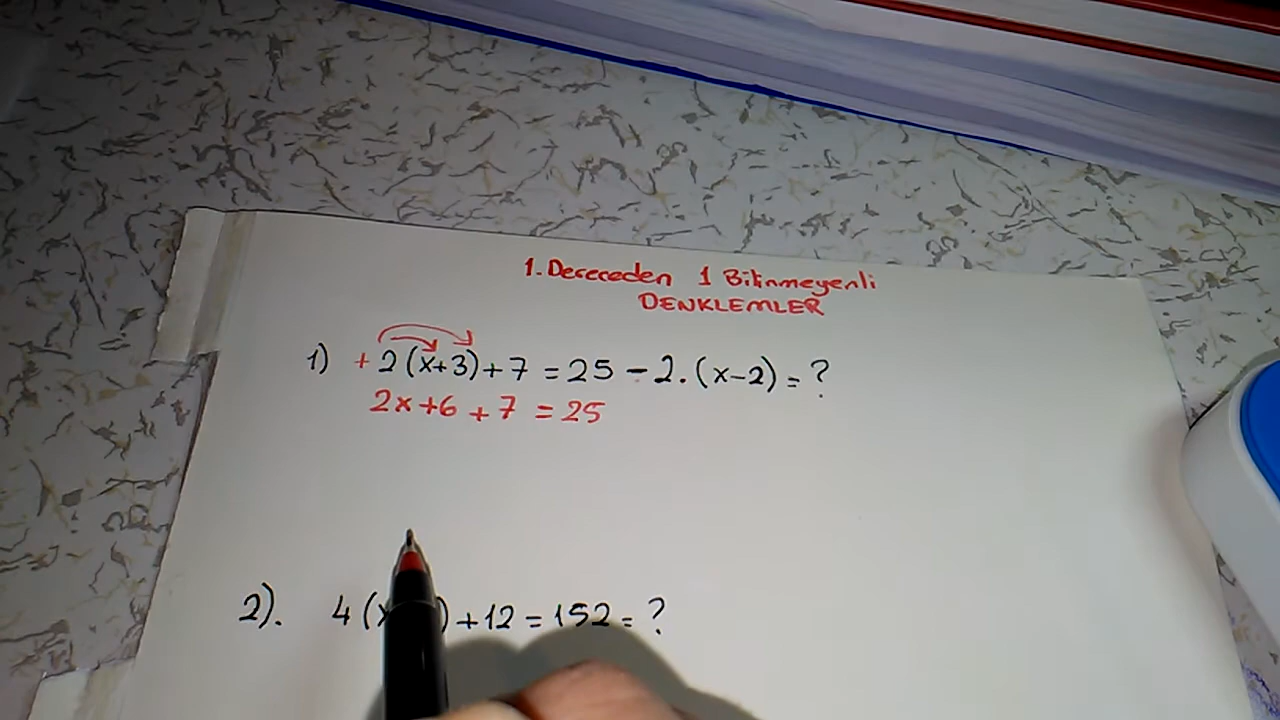 1. Dereceden 1 Bilinmeyenli
DENKLEMLER
1) + 2(x+3)+7 = 25 - 2. (x-2) = ?
2x+6 + 7 = 25
2). 4(x ) +12 = 152 = ?